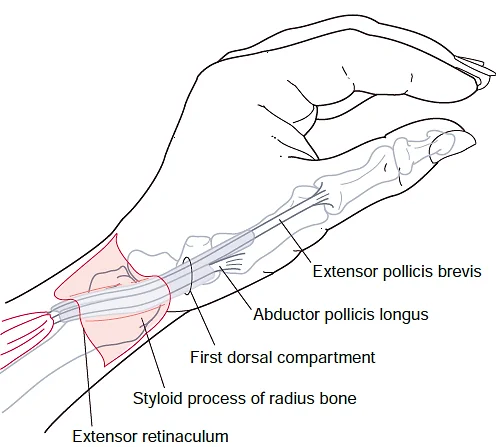 Extensor pollicis brevis
Abductor pollicis longus
First dorsal compartment
Styloid process of radius bone
Extensor retinaculum